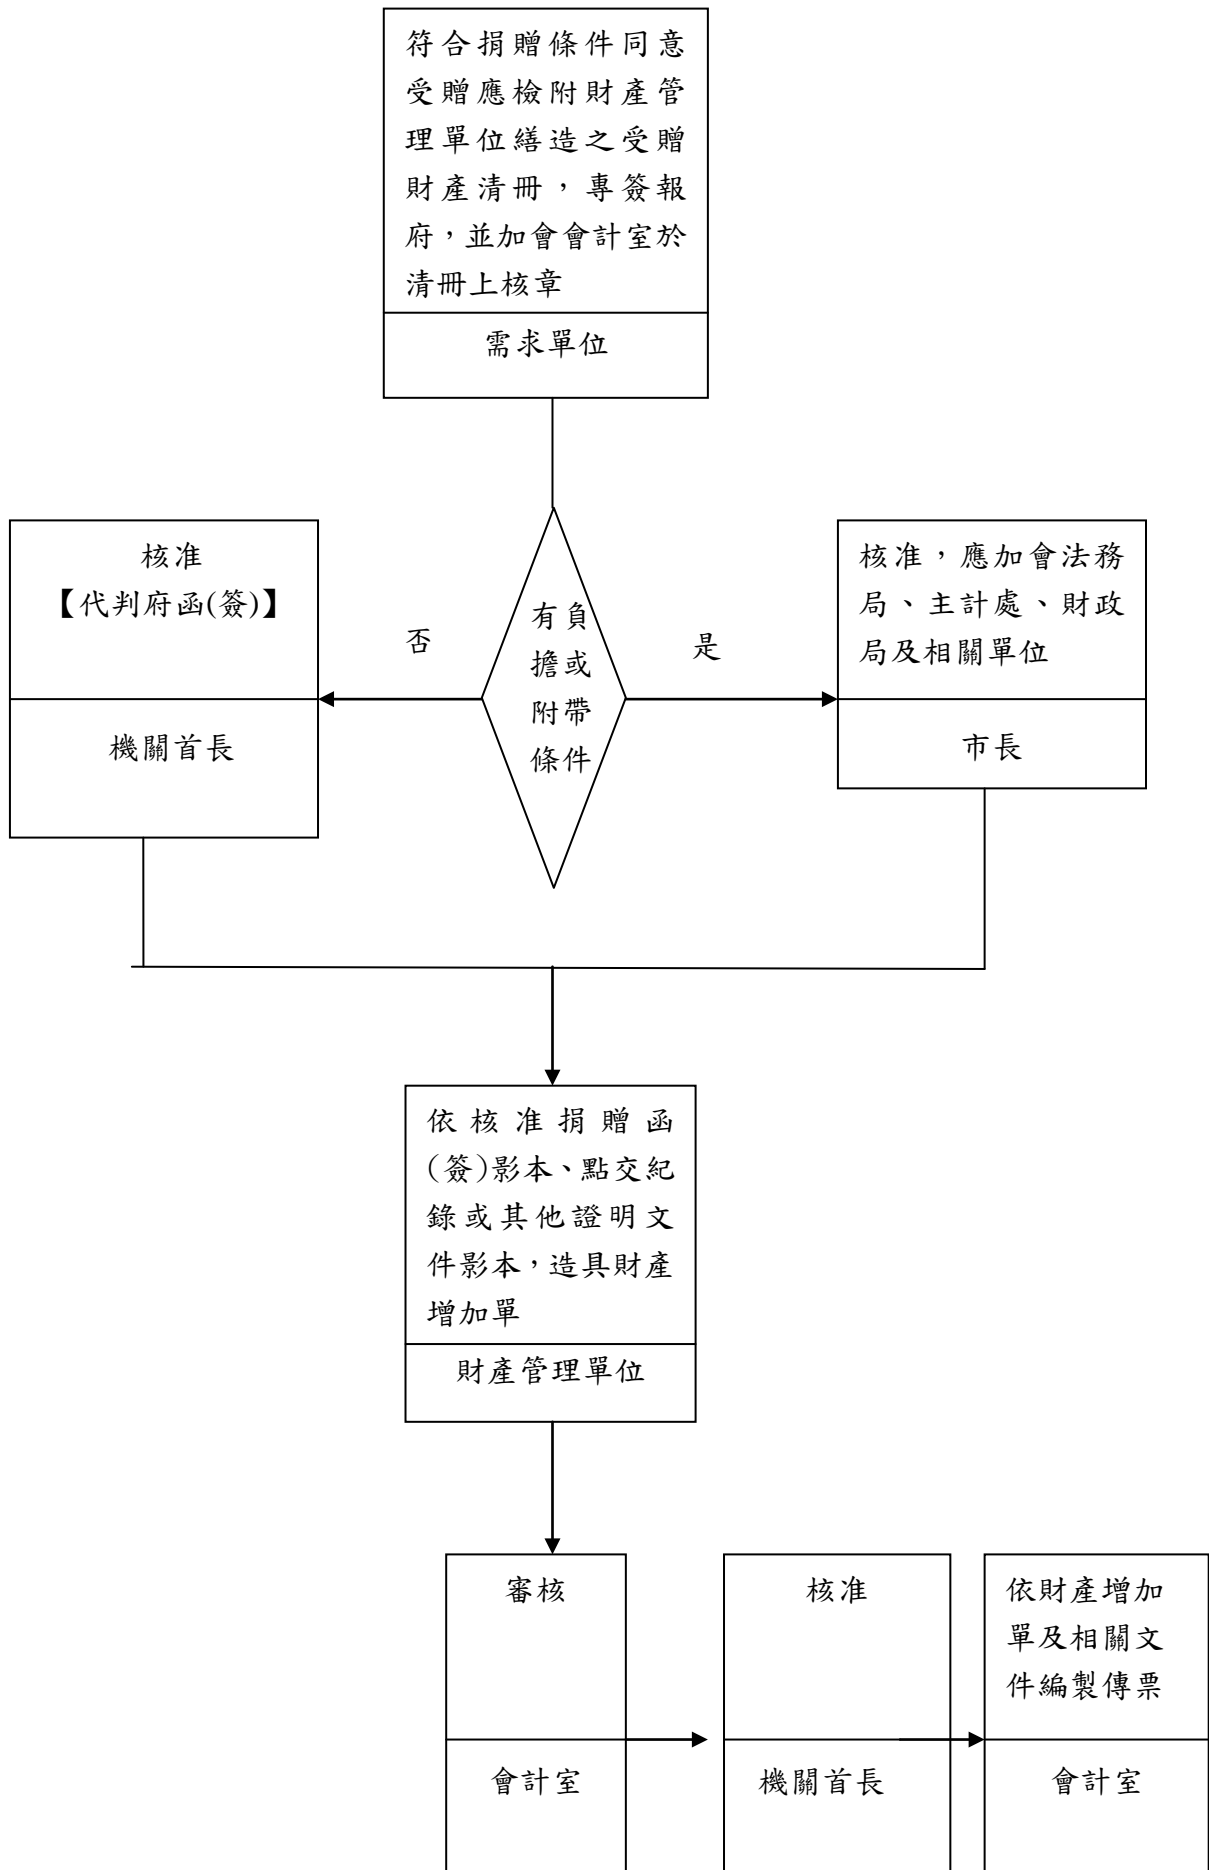 符合捐贈條件同意
受贈應檢附財產管
理單位繕造之受贈
財產清冊，專簽報
府，並加會會計室於
清冊上核章
需求單位
核准
【代判府函(簽)】
機關首長
否
有負
擔或
附帶
條件
是
核准，應加會法務
局、主計處、財政
局及相關單位
市長
依核准捐贈函
(簽)影本、點交紀
錄或其他證明文
件影本，造具財產
增加單
財產管理單位
審核
會計室
核准
機關首長
依財產增加
單及相關文
件編製傳票
會計室